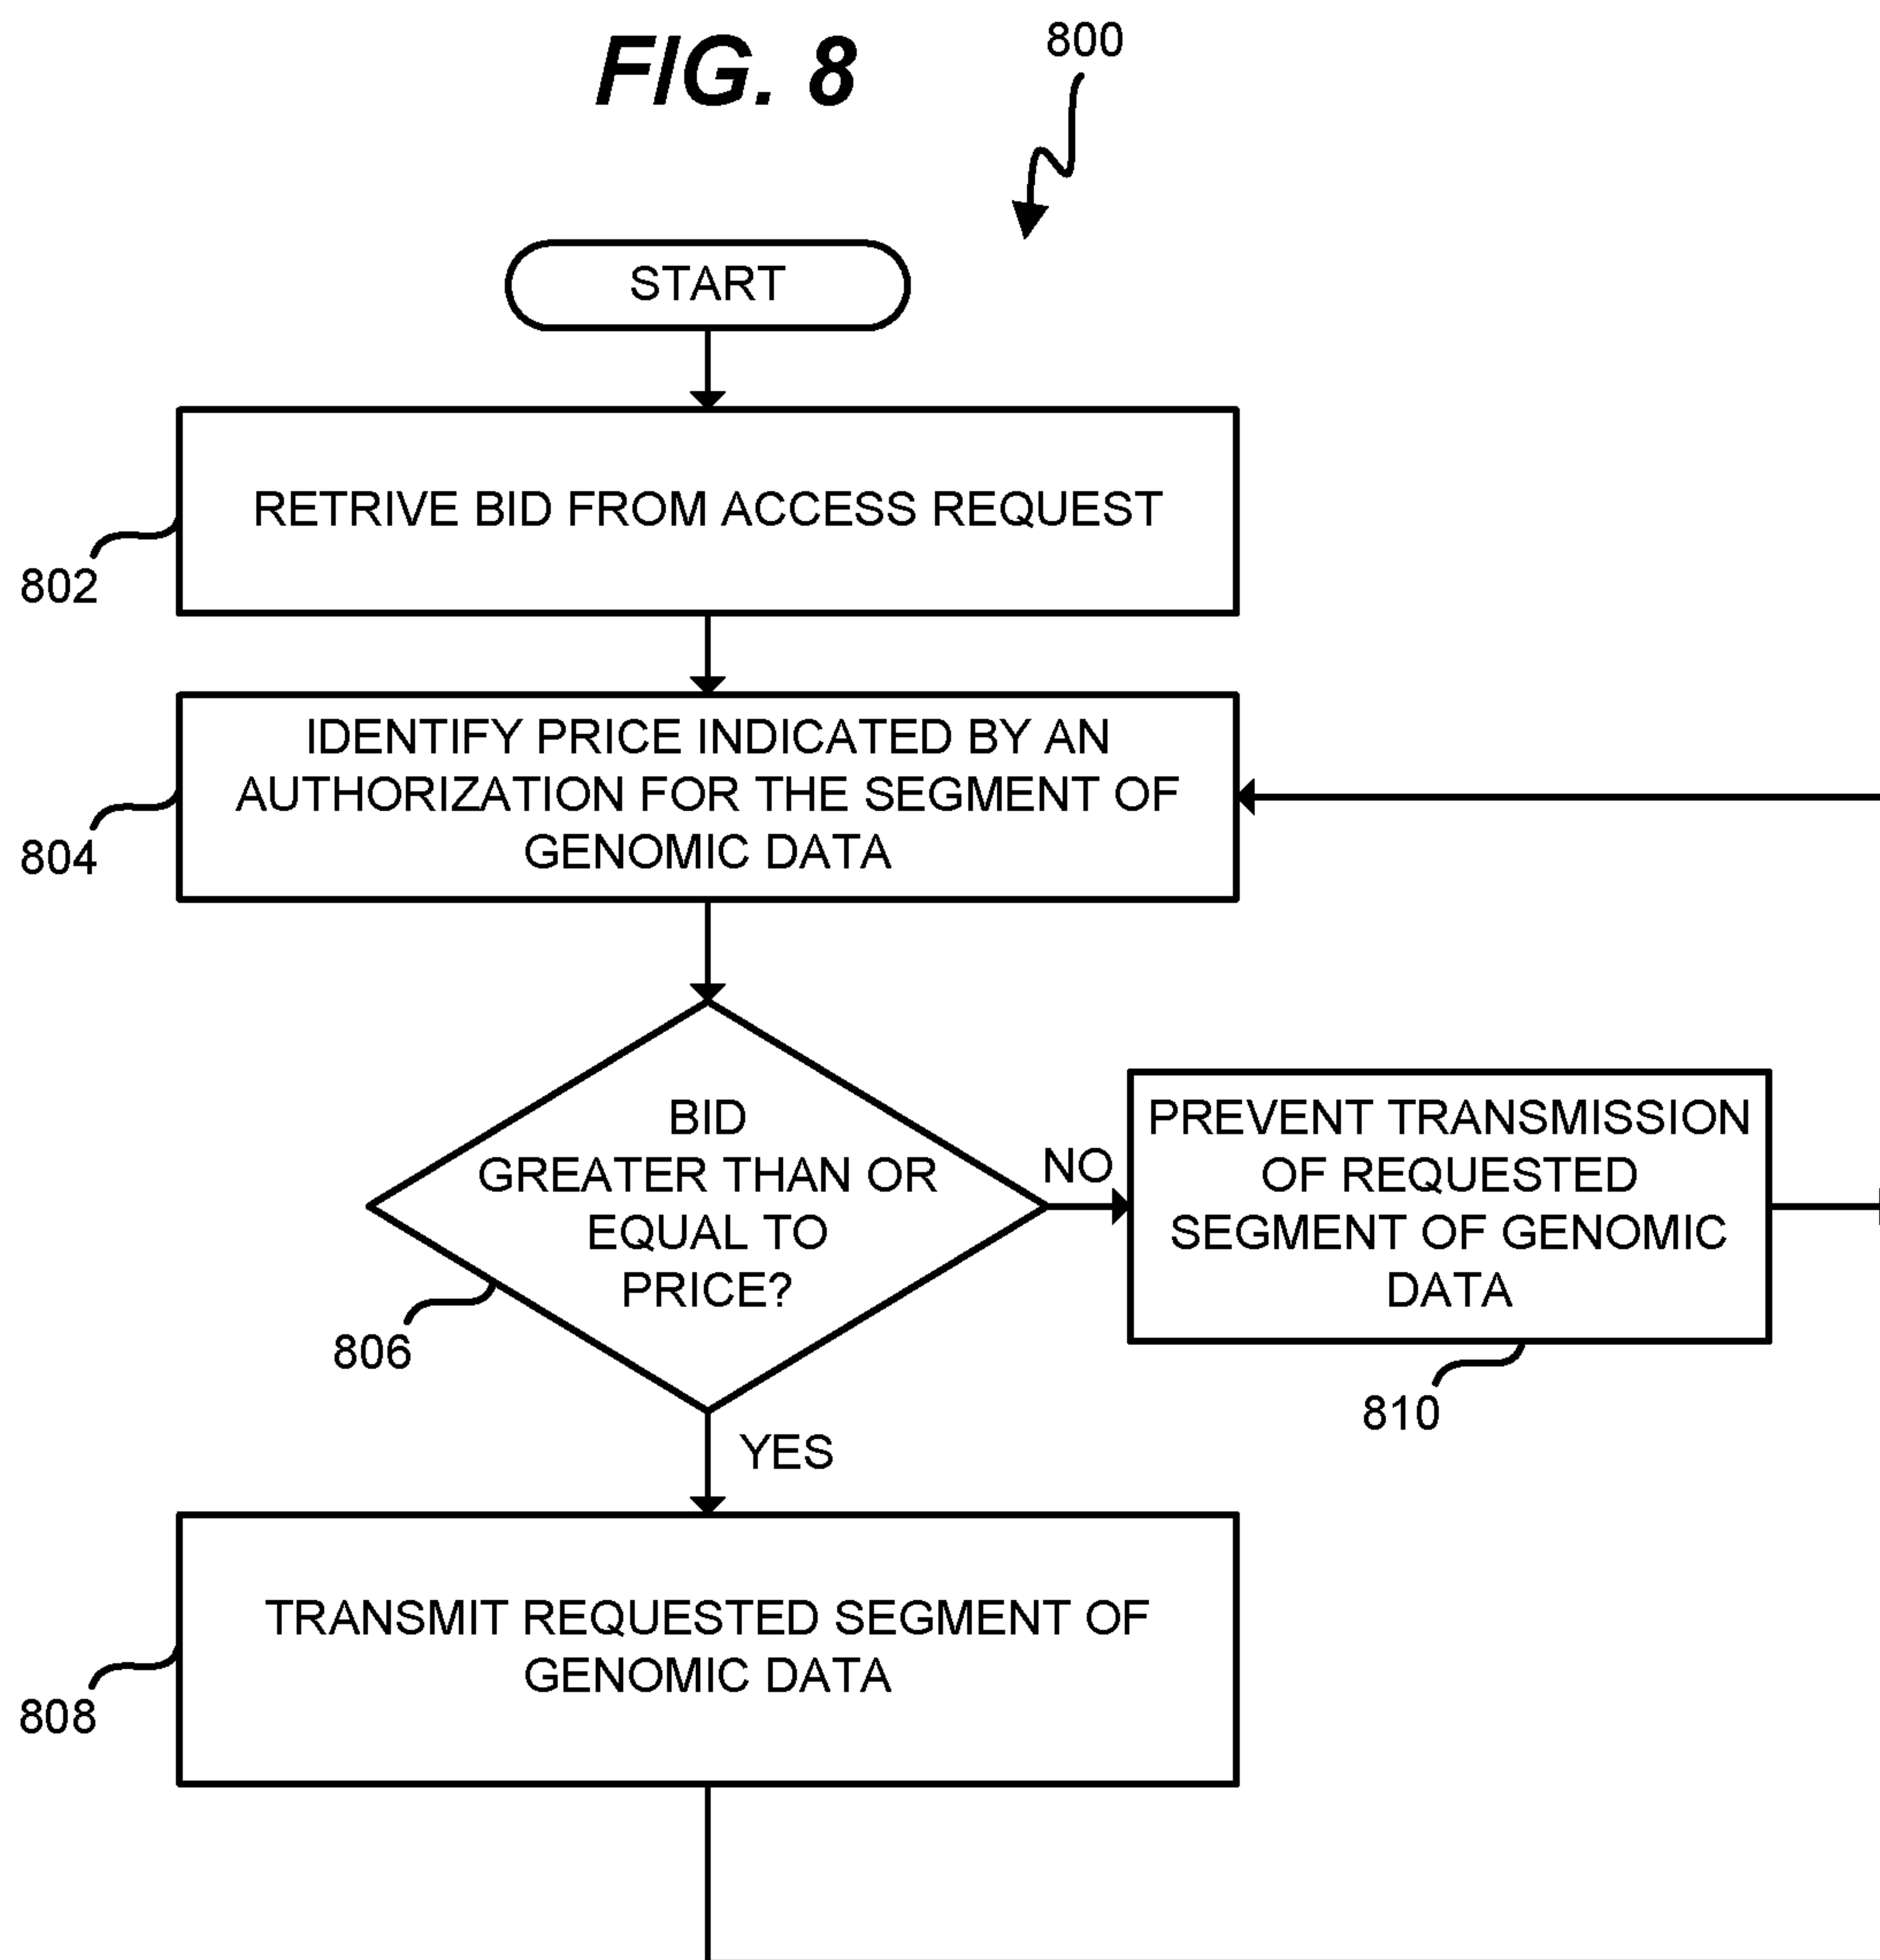 FIG. 8
800
START
RETRIVE BID FROM ACCESS REQUEST
802
IDENTIFY PRICE INDICATED BY AN
AUTHORIZATION FOR THE SEGMENT OF
GENOMIC DATA
804
BID
GREATER THAN OR
EQUAL TO
PRICE?
806
NO
PREVENT TRANSMISSION
OF REQUESTED
SEGMENT OF GENOMIC
DATA
810
YES
TRANSMIT REQUESTED SEGMENT OF
GENOMIC DATA
808